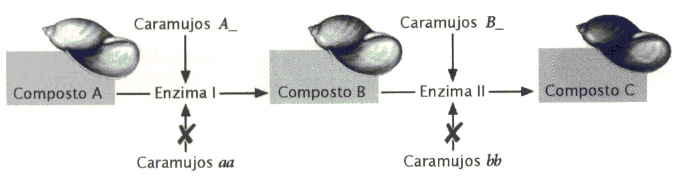 Caramujos A_
Caramujos B_
Composto A
Enzima I
Composto B
Enzima II
Composto C
Caramujos aa
Caramujos bb